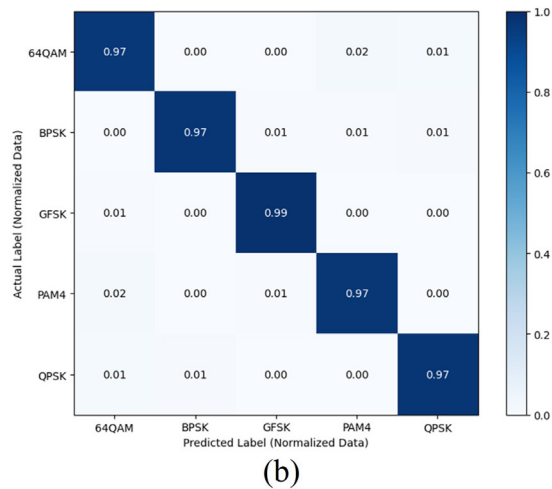 64QAM 0.97 0.00 0.00 0.02 0.01
BPSK 0.00 0.97 0.01 0.01 0.01
GFSK 0.01 0.00 0.99 0.00 0.00
PAM4 0.02 0.00 0.01 0.97 0.00
QPSK 0.01 0.01 0.00 0.00 0.97
64QAM BPSK GFSK PAM4 QPSK
Predicted Label (Normalized Data)
Actual Label (Normalized Data)
1.0
0.8
0.6
0.4
0.2
0.0
(b)